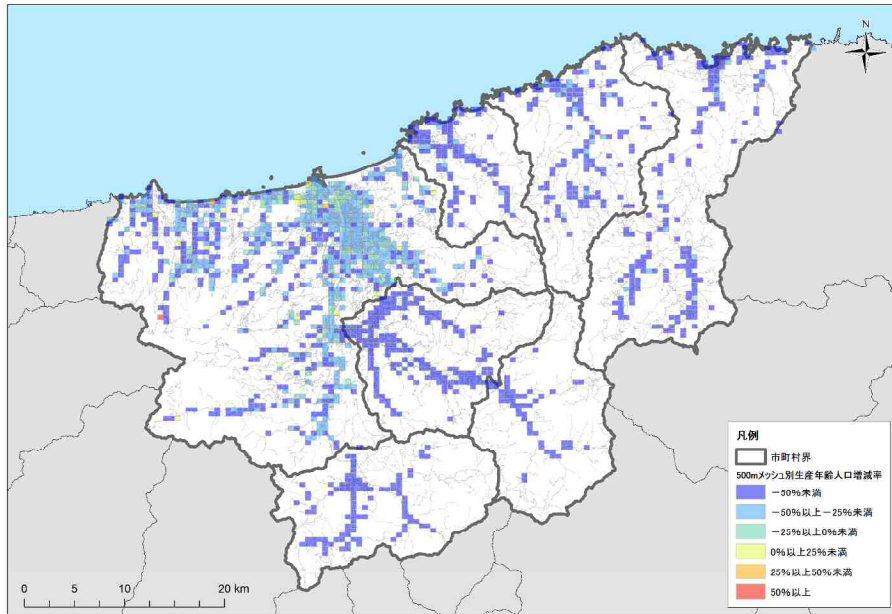 N
凡例
市町村界
500mメッシュ別生産年齢人口増減率
－50%未満
－50%以上－25%未満
－25%以上0%未満
0%以上25%未満
25%以上50%未満
50%以上
0 5 10 20 km